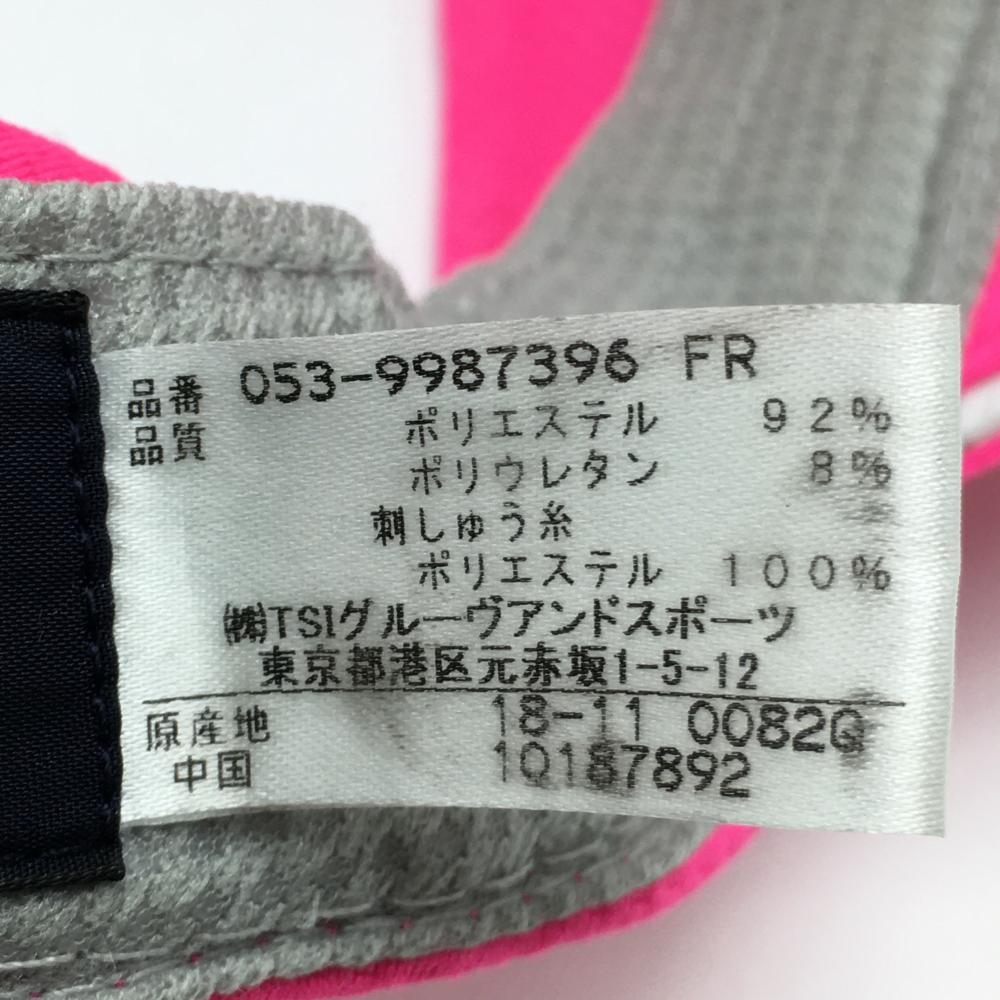 品番 053-9987396 FR
品質 ポリエステル 92%
ポリウレタン 8%
刺しゅう糸
ポリエステル 100%
㈱TSIグルーヴアンドスポーツ
東京都港区元赤坂1-5-12
原産地 18-11 0082Q
中国 10187892